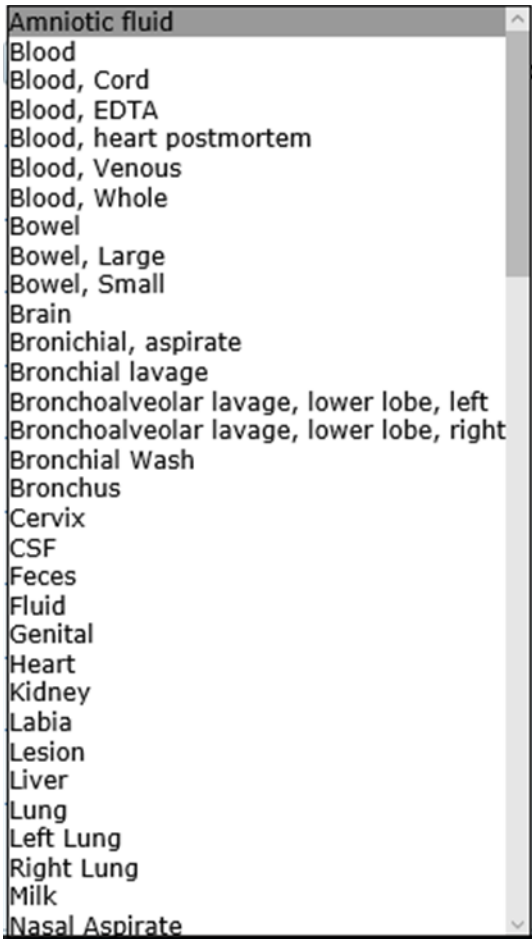 Amniotic fluid
Blood
Blood, Cord
Blood, EDTA
Blood, heart postmortem
Blood, Venous
Blood, Whole
Bowel
Bowel, Large
Bowel, Small
Brain
Bronichial, aspirate
Bronchial lavage
Bronchoalveolar lavage, lower lobe, left
Bronchoalveolar lavage, lower lobe, right
Bronchial Wash
Bronchus
Cervix
CSF
Feces
Fluid
Genital
Heart
Kidney
Labia
Lesion
Liver
Lung
Left Lung
Right Lung
Milk
Nasal Aspirate